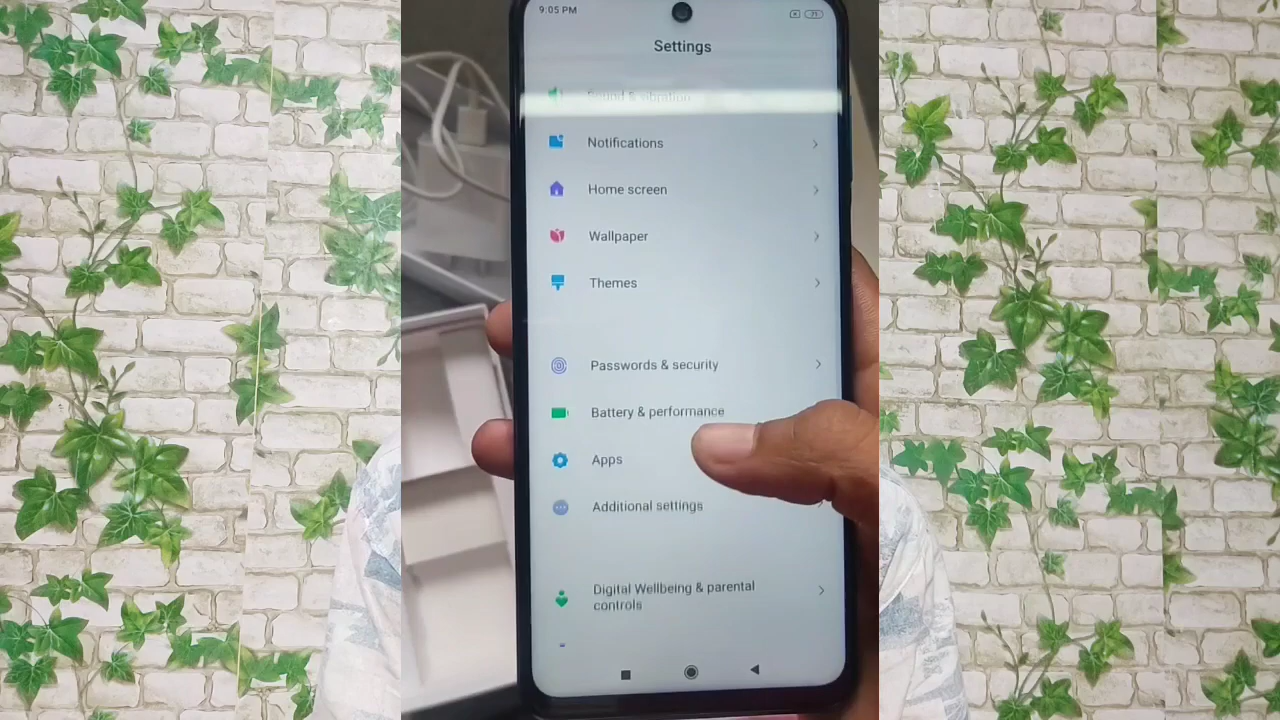 9:05 PM
71
Settings
Sound & vibration
Notifications
Home screen
Wallpaper
Themes
Passwords & security
Battery & performance
Apps
Additional settings
Digital Wellbeing & parental
controls